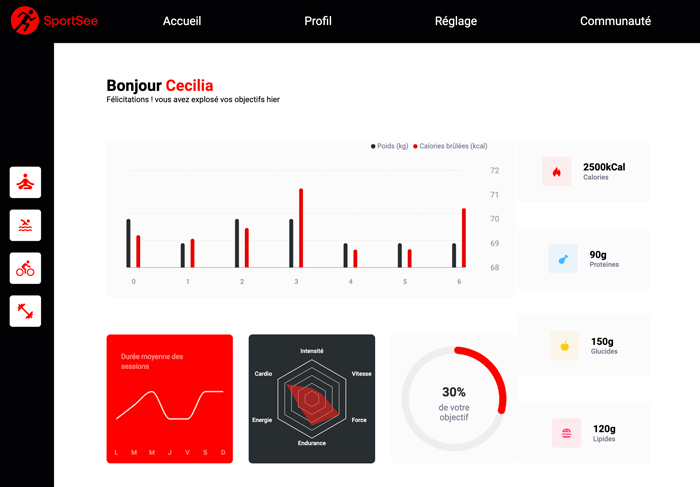 SportSee
Accueil
Profil
Réglage
Communauté
Bonjour Cecilia
Félicitations ! vous avez explosé vos objectifs hier
Poids (kg)
Calories brûlées (kcal)
72
71
70
69
68
0
1
2
3
4
5
6
2500kCal
Calories
90g
Proteines
150g
Glucides
120g
Lipides
Durée moyenne des
sessions
L M M J V S D
Intensité
Cardio
Vitesse
Energie
Force
Endurance
30%
de votre
objectif